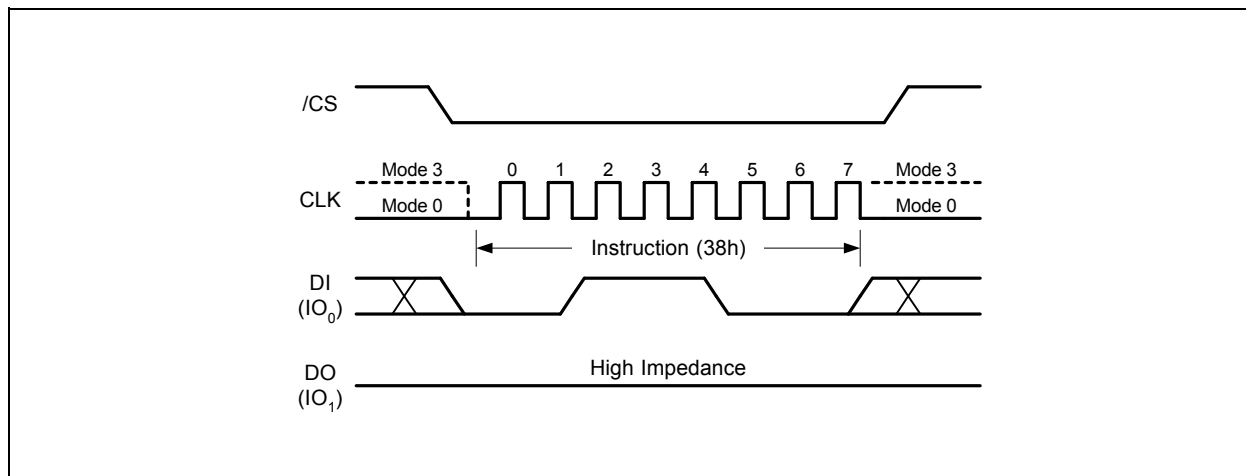 /CS
Mode 3 0 1 2 3 4 5 6 7 Mode 3
CLK
Mode 0 Mode 0
Instruction (38h)
DI
(IO₀)
High Impedance
DO
(IO₁)